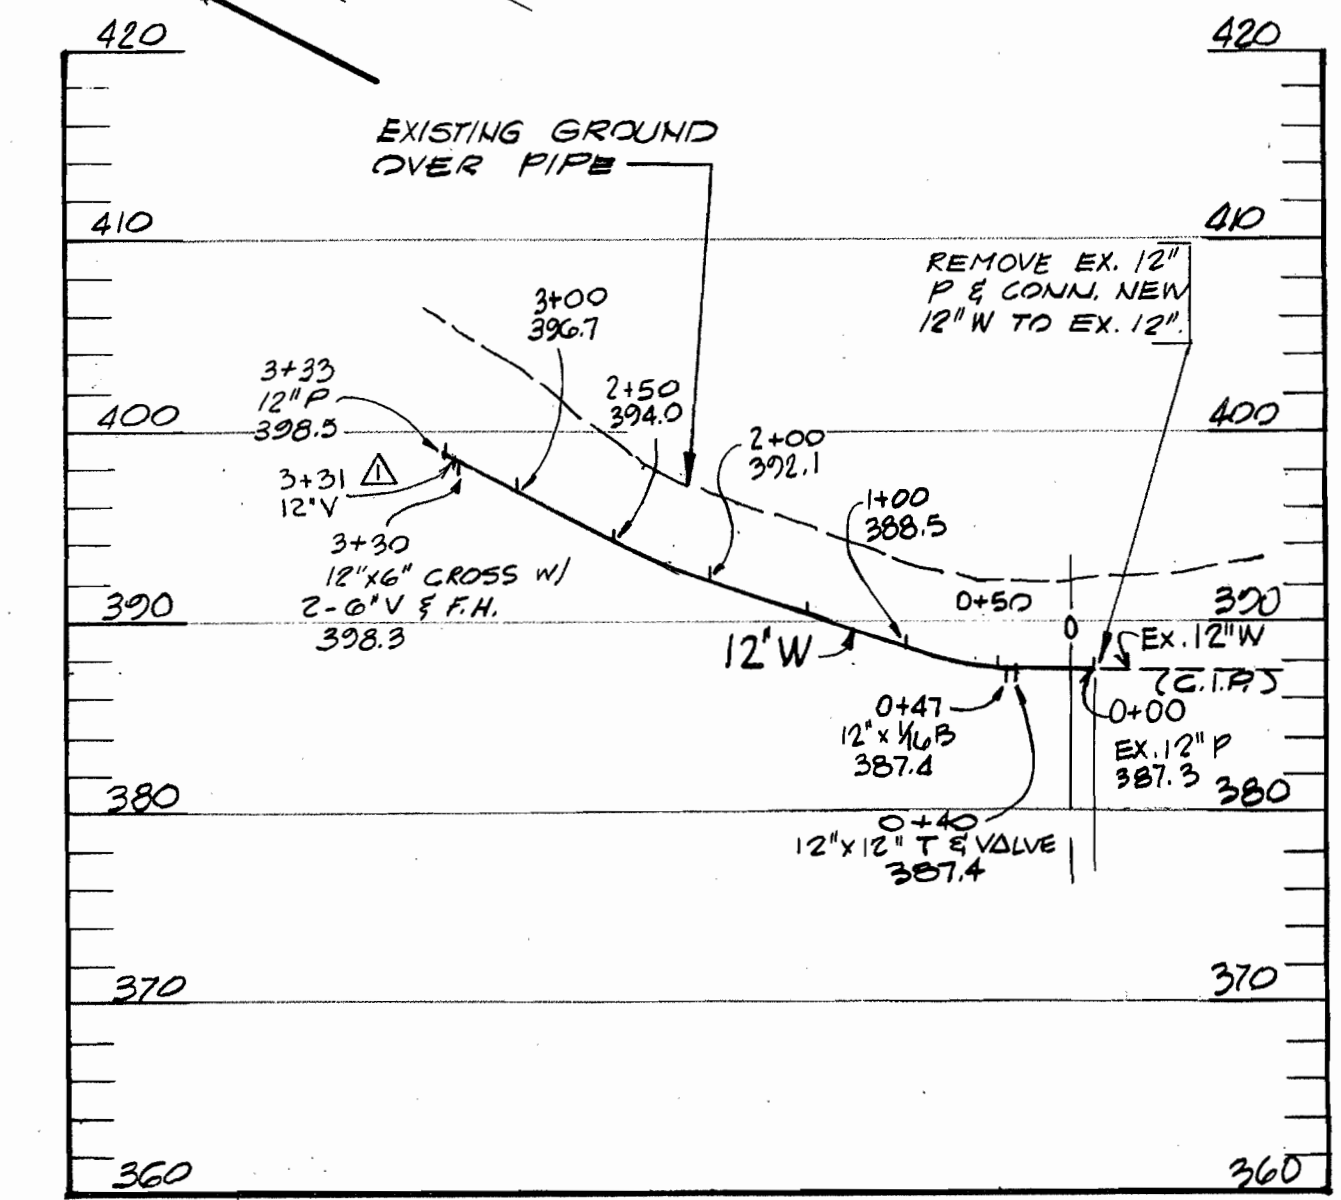 420
420
EXISTING GROUND
OVER PIPE
410
410
REMOVE EX. 12"
P & CONN. NEW
12"W TO EX. 12".
3+00
396.7
3+33
12"P
398.5
2+50
394.0
400
400
2+00
392.1
3+31 1
12"V
1+00
388.5
3+30
12"x6" CROSS W/
2-6"V & F.H.
398.3
390
0+50
390
0
12"W
EX. 12"W
(C.I.P.)
0+47
12"x 1/16 B
387.4
0+00
EX. 12"P
387.3
380
380
0+40
12"x12" T & VALVE
387.4
370
370
360
360